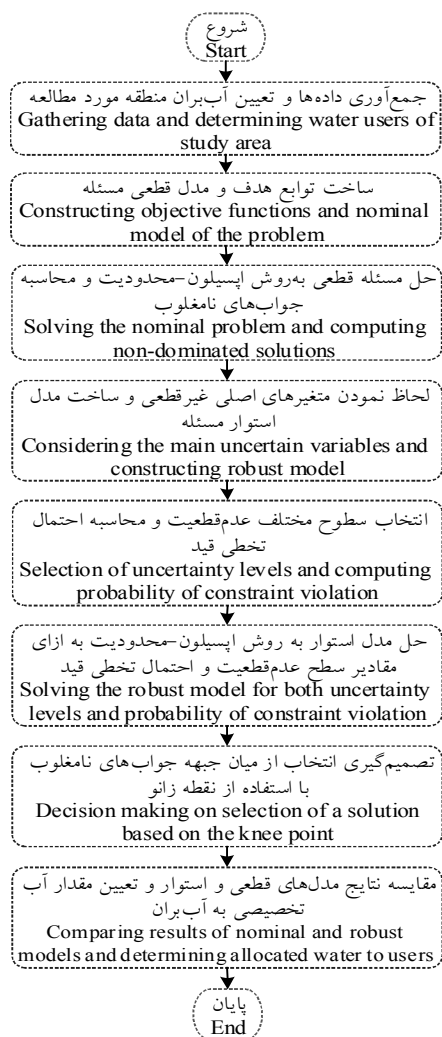 شروع
Start
جمع‌آوری داده‌ها و تعیین آب‌بران منطقه مورد مطالعه
Gathering data and determining water users of
study area
ساخت توابع هدف و مدل قطعی مسئله
Constructing objective functions and nominal
model of the problem
حل مسئله قطعی به‌روش اپسیلون-محدودیت و محاسبه
جواب‌های نامغلوب
Solving the nominal problem and computing
non-dominated solutions
لحاظ نمودن متغیرهای اصلی غیرقطعی و ساخت مدل
استوار مسئله
Considering the main uncertain variables and
constructing robust model
انتخاب سطوح مختلف عدم‌قطعیت و محاسبه احتمال
تخطی قید
Selection of uncertainty levels and computing
probability of constraint violation
حل مدل استوار به روش اپسیلون-محدودیت به ازای
مقادیر سطح عدم‌قطعیت و احتمال تخطی قید
Solving the robust model for both uncertainty
levels and probability of constraint violation
تصمیم‌گیری انتخاب از میان جبهه جواب‌های نامغلوب
با استفاده از نقطه زانو
Decision making on selection of a solution
based on the knee point
مقایسه نتایج مدل‌های قطعی و استوار و تعیین مقدار آب
تخصیصی به آب‌بران
Comparing results of nominal and robust
models and determining allocated water to users
پایان
End